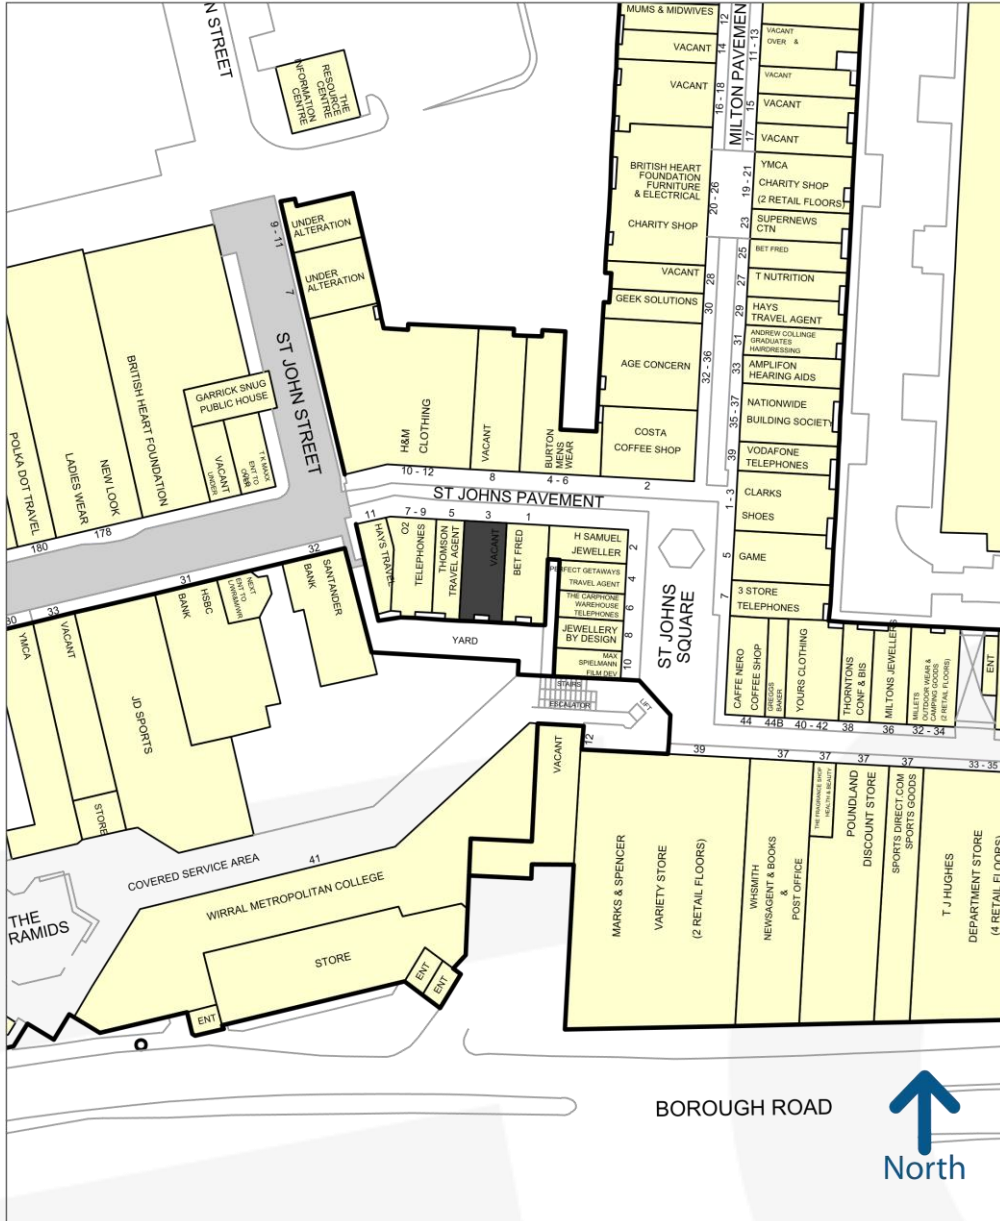 N STREET
THE
RESOURCE
CENTRE
INFORMATION
CENTRE
MUMS & MIDWIVES
12
VACANT
14
VACANT
16 - 18
MILTON PAVEMEN
11 - 13
VACANT
OVER &
VACANT
VACANT
15
VACANT
17
BRITISH HEART
FOUNDATION
FURNITURE
& ELECTRICAL
CHARITY SHOP
20 - 26
YMCA
CHARITY SHOP
(2 RETAIL FLOORS)
19 - 21
SUPERNEWS
CTN
23
BET FRED
25
VACANT
28
T NUTRITION
27
GEEK SOLUTIONS
30
HAYS
TRAVEL AGENT
29
ANDREW COLLINGE
GRADUATES
HAIRDRESSING
31
AGE CONCERN
32 - 36
AMPLIFON
HEARING AIDS
33
NATIONWIDE
BUILDING SOCIETY
35 - 37
COSTA
COFFEE SHOP
2
VODAFONE
TELEPHONES
39
CLARKS
SHOES
1 - 3
GAME
5
3 STORE
TELEPHONES
7
9 - 11
UNDER
ALTERATION
UNDER
ALTERATION
7
ST JOHN STREET
GARRICK SNUG
PUBLIC HOUSE
VACANT
UNDER
T K MAXX
ENT TO
OVER
BRITISH HEART FOUNDATION
NEW LOOK
LADIES WEAR
POLKA DOT TRAVEL
180
178
H&M
CLOTHING
10 - 12
VACANT
8
BURTON
MENS
WEAR
4 - 6
ST JOHNS PAVEMENT
11
HAYS TRAVEL
7 - 9
O2
TELEPHONES
5
THOMSON
TRAVEL AGENT
3
VACANT
1
BET FRED
H SAMUEL
JEWELLER
2
PERFECT GETAWAYS
TRAVEL AGENT
4
THE CARPHONE
WAREHOUSE
TELEPHONES
6
JEWELLERY
BY DESIGN
8
MAX
SPIELMANN
FILM DEV
10
ST JOHNS
SQUARE
YARD
STAIRS
ESCALATOR
LIFT
32
SANTANDER
BANK
31
HSBC
BANK
NEXT
ENT TO
LWR&UWR
30
33
YMCA
VACANT
JD SPORTS
STORE
CAFFE NERO
COFFEE SHOP
44
GREGGS
BAKER
44B
YOURS CLOTHING
40 - 42
THORNTONS
CONF & BIS
38
MILTONS JEWELLERS
36
MILLETS
OUTDOOR WEAR &
CAMPING GOODS
(2 RETAIL FLOORS)
32 - 34
ENT
12
VACANT
39
37
37
37
37
33 - 35
MARKS & SPENCER
VARIETY STORE
(2 RETAIL FLOORS)
WHSMITH
NEWSAGENT & BOOKS
&
POST OFFICE
THE FRAGRANCE SHOP
HEALTH & BEAUTY
POUNDLAND
DISCOUNT STORE
SPORTS DIRECT.COM
SPORTS GOODS
T J HUGHES
DEPARTMENT STORE
(4 RETAIL FLOORS)
COVERED SERVICE AREA
41
WIRRAL METROPOLITAN COLLEGE
THE
RAMIDS
STORE
ENT
ENT
ENT
BOROUGH ROAD
North